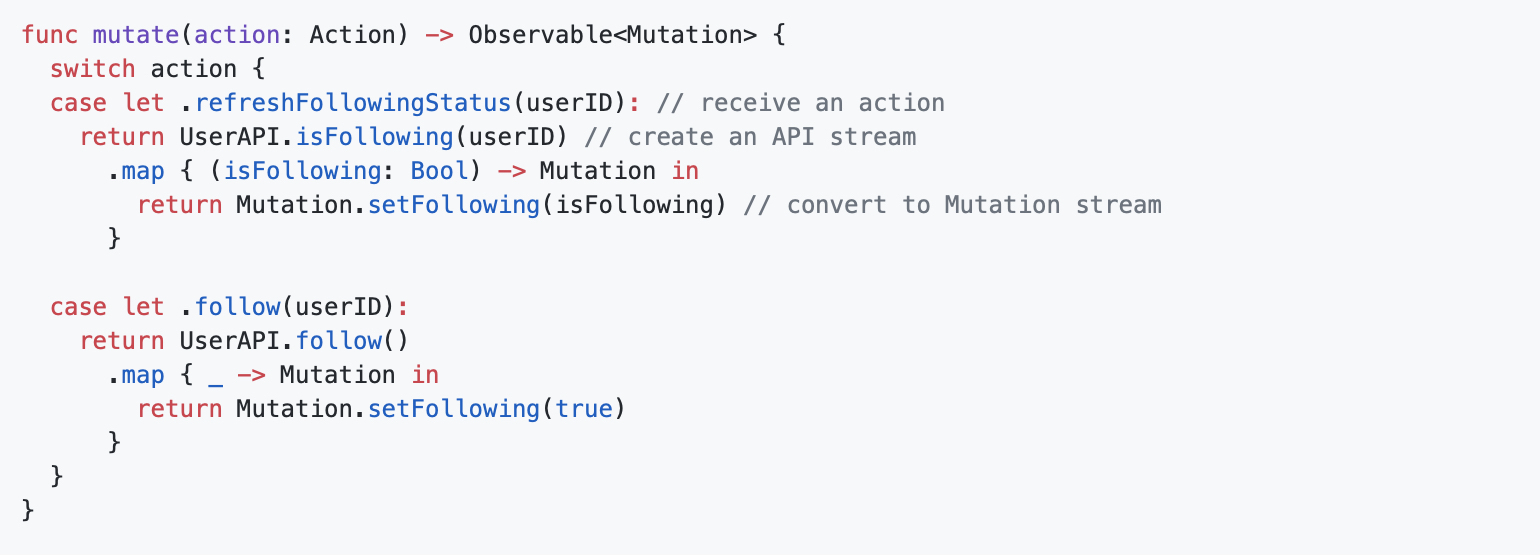 func mutate(action: Action) -> Observable<Mutation> {
  switch action {
  case let .refreshFollowingStatus(userID): // receive an action
    return UserAPI.isFollowing(userID) // create an API stream
      .map { (isFollowing: Bool) -> Mutation in
        return Mutation.setFollowing(isFollowing) // convert to Mutation stream
      }

  case let .follow(userID):
    return UserAPI.follow()
      .map { _ -> Mutation in
        return Mutation.setFollowing(true)
      }
  }
}